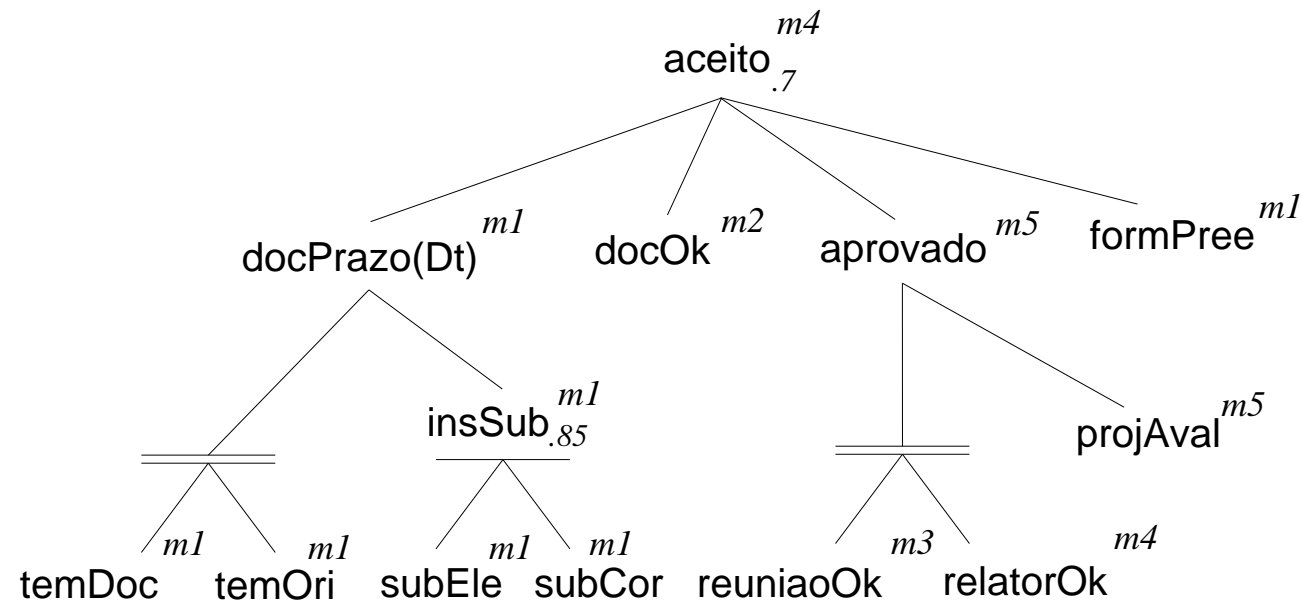 aceito .7 m4
docPrazo(Dt) m1 docOk m2 aprovado m5 formPree m1
insSub .85 m1 projAval m5
temDoc m1 temOri m1 subEle m1 subCor m1 reuniaoOk m3 relatorOk m4